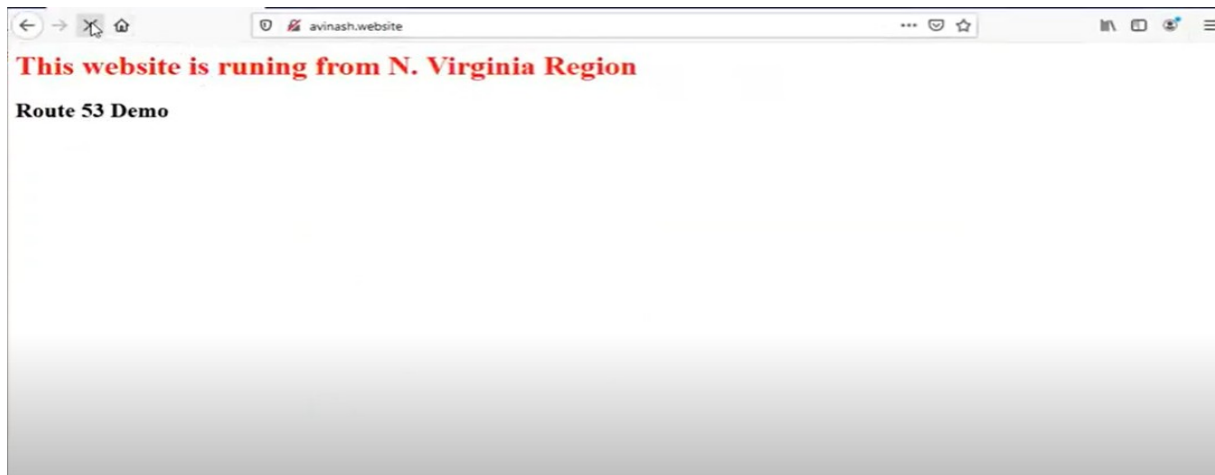 avinash.website
This website is runing from N. Virginia Region
Route 53 Demo